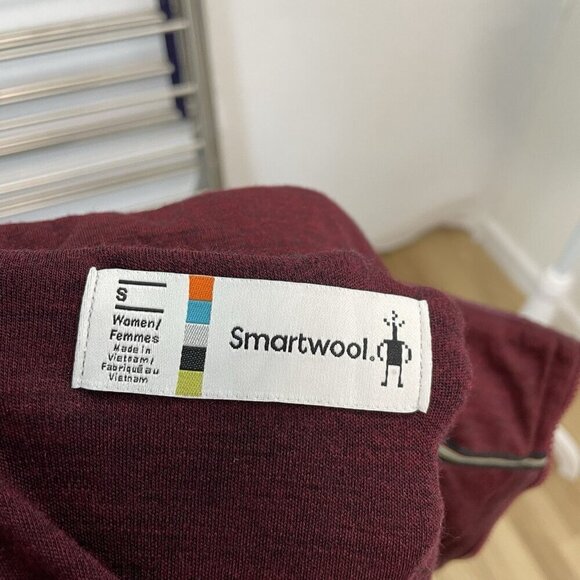 S
Women/
Femmes
Made in
Vietnam/
Fabriqué au
Vietnam
Smartwool.